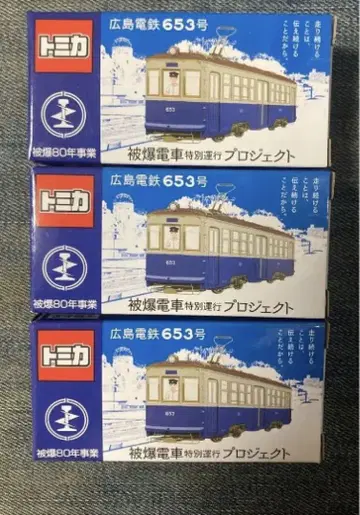 トミカ
広島電鉄653号
走り続ける
ことは、
伝え続ける
ことだから。
653
被爆80年事業
被爆電車特別運行プロジェクト
トミカ
広島電鉄653号
走り続ける
ことは、
伝え続ける
ことだから。
653
被爆80年事業
被爆電車特別運行プロジェクト
トミカ
広島電鉄653号
走り続ける
ことは、
伝え続ける
ことだから。
653
被爆80年事業
被爆電車特別運行プロジェクト